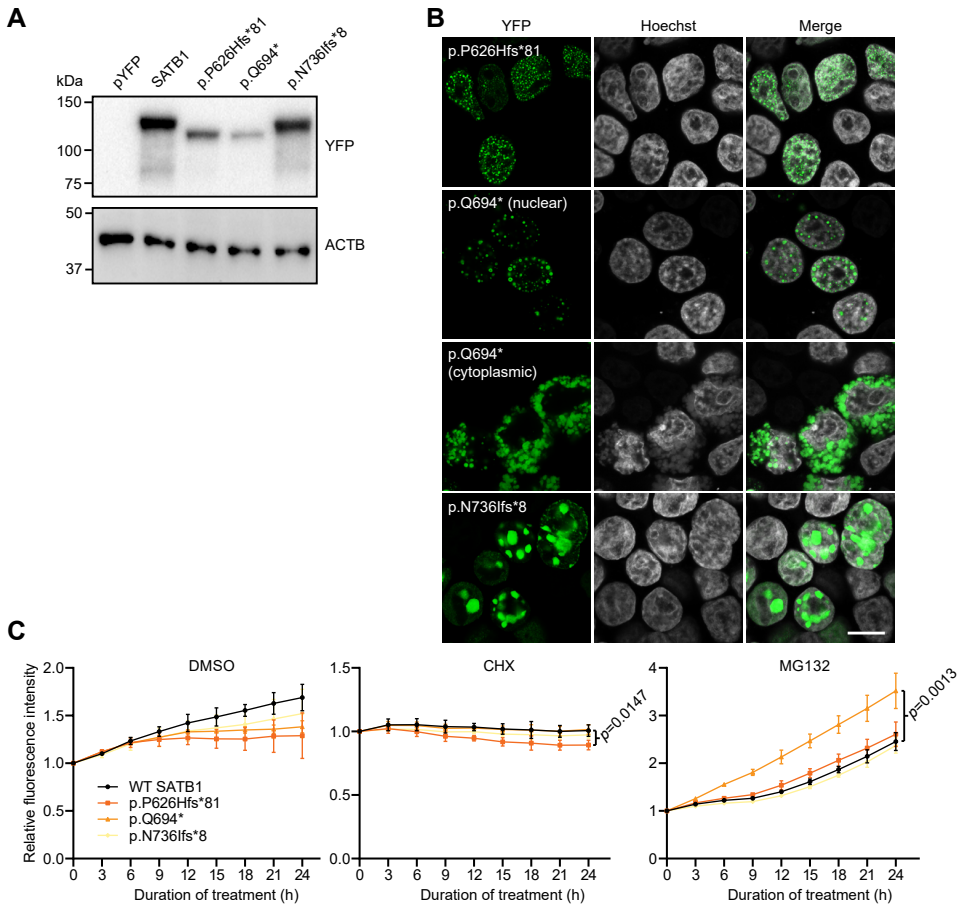 A
kDa
pYFP
SATB1
p.P626Hfs*81
p.Q694*
p.N736Ifs*8
150
100
75
YFP
50
37
ACTB
B
YFP
Hoechst
Merge
p.P626Hfs*81
p.Q694* (nuclear)
p.Q694*
(cytoplasmic)
p.N736Ifs*8
C
Relative fluorescence intensity
DMSO
2.0
1.5
1.0
0.5
0.0
WT SATB1
p.P626Hfs*81
p.Q694*
p.N736Ifs*8
0 3 6 9 12 15 18 21 24
Duration of treatment (h)
CHX
1.5
1.0
0.5
0.0
p=0.0147
0 3 6 9 12 15 18 21 24
Duration of treatment (h)
MG132
4
3
2
1
0
p=0.0013
0 3 6 9 12 15 18 21 24
Duration of treatment (h)